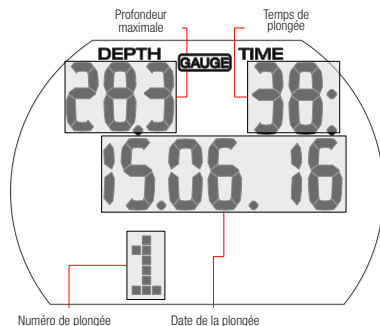 Profondeur
maximale
Temps de
plongée
DEPTH GAUGE TIME
28.3 38:
15.06. 16
1
Numéro de plongée Date de la plongée